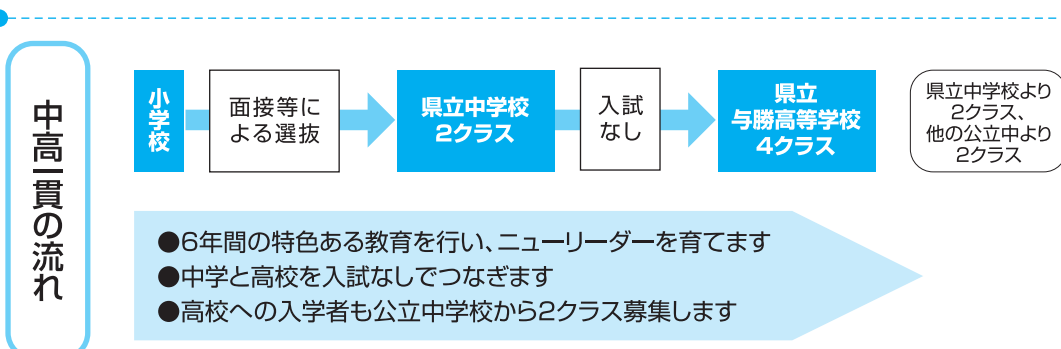 中高一貫の流れ
小学校
面接等に
よる選抜
県立中学校
2クラス
入試
なし
県立
与勝高等学校
4クラス
県立中学校より
2クラス、
他の公立中より
2クラス
●6年間の特色ある教育を行い、ニューリーダーを育てます
●中学と高校を入試なしでつなぎます
●高校への入学者も公立中学校から2クラス募集します